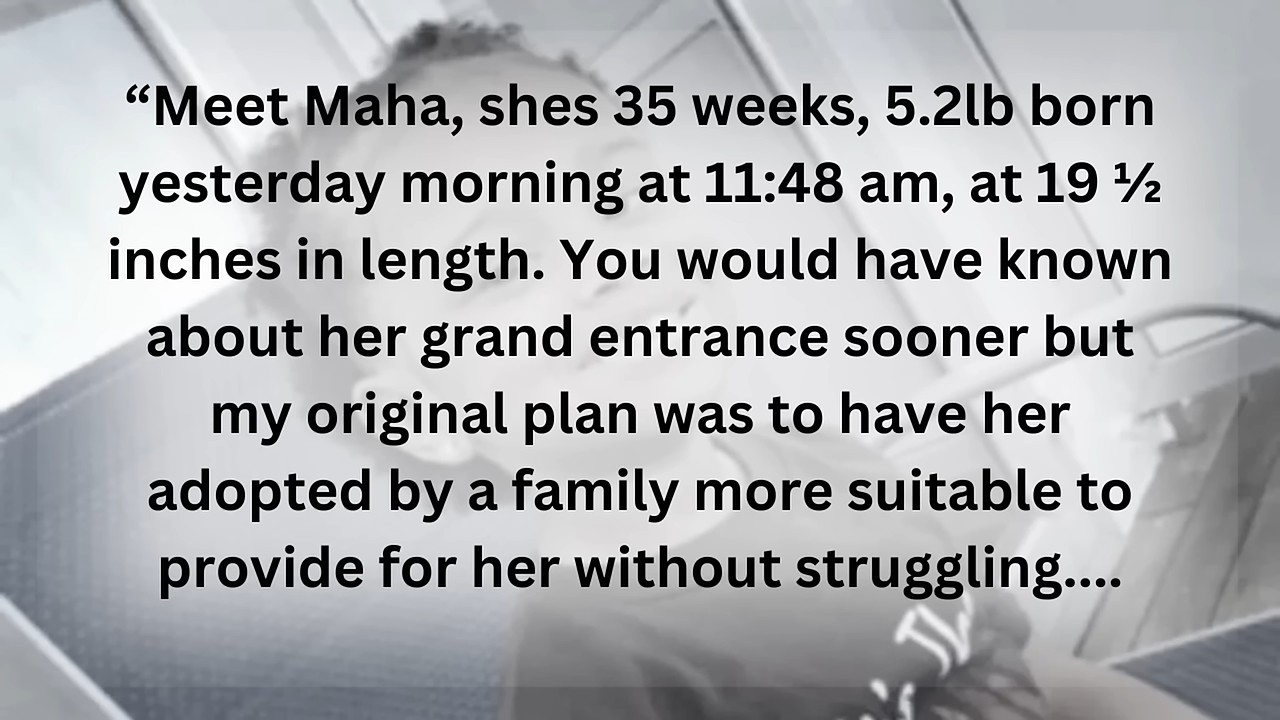 “Meet Maha, shes 35 weeks, 5.2lb born
yesterday morning at 11:48 am, at 19 ½
inches in length. You would have known
about her grand entrance sooner but
my original plan was to have her
adopted by a family more suitable to
provide for her without struggling....